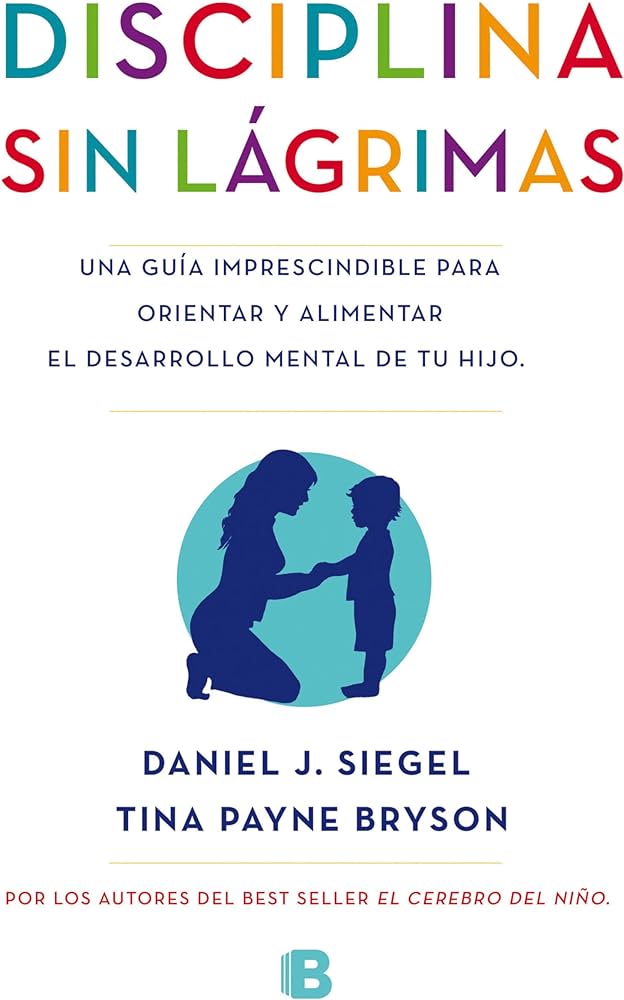 DISCIPLINA
SIN LÁGRIMAS
UNA GUÍA IMPRESCINDIBLE PARA
ORIENTAR Y ALIMENTAR
EL DESARROLLO MENTAL DE TU HIJO.
DANIEL J. SIEGEL
TINA PAYNE BRYSON
POR LOS AUTORES DEL BEST SELLER EL CEREBRO DEL NIÑO.
B